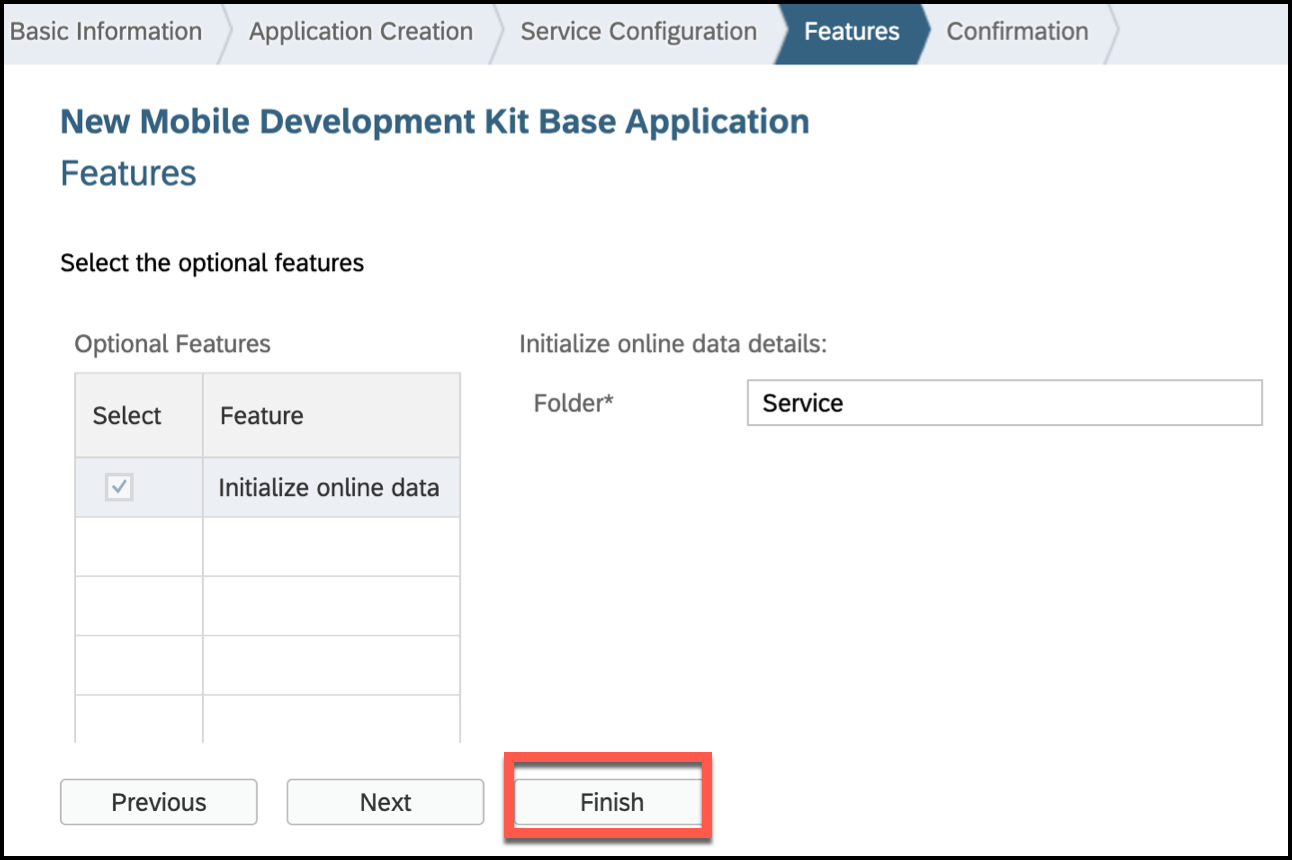 Basic Information Application Creation Service Configuration Features Confirmation
New Mobile Development Kit Base Application
Features
Select the optional features
Optional Features
Select Feature
Initialize online data
Initialize online data details:
Folder* Service
Previous Next Finish